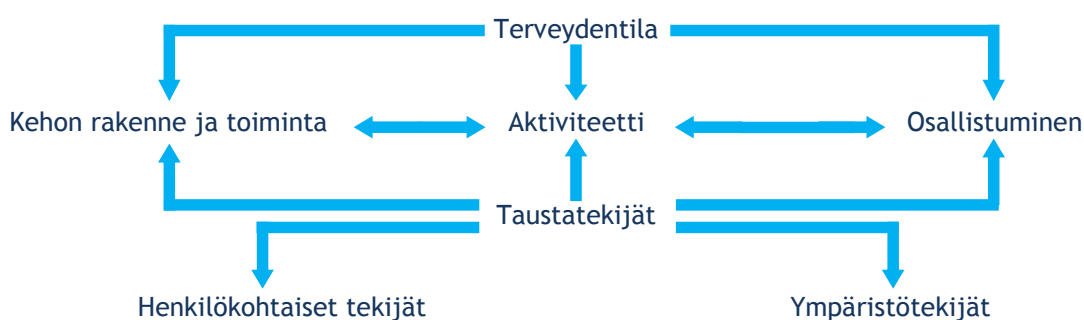 Terveydentila
Kehon rakenne ja toiminta
Aktiviteetti
Osallistuminen
Taustatekijät
Henkilökohtaiset tekijät
Ympäristötekijät